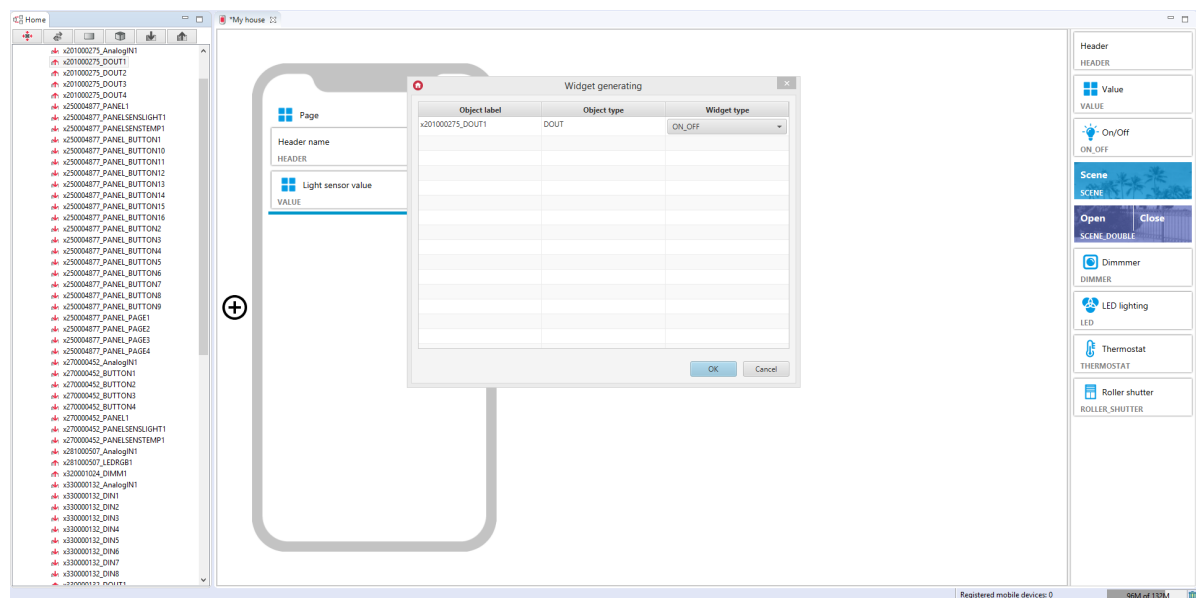 Home
*My house
x201000275_AnalogIN1
x201000275_DOUT1
x201000275_DOUT2
x201000275_DOUT3
x201000275_DOUT4
x250004877_PANEL1
x250004877_PANELSENSLIGHT1
x250004877_PANELSENSTEMP1
x250004877_PANEL_BUTTON1
x250004877_PANEL_BUTTON10
x250004877_PANEL_BUTTON11
x250004877_PANEL_BUTTON12
x250004877_PANEL_BUTTON13
x250004877_PANEL_BUTTON14
x250004877_PANEL_BUTTON15
x250004877_PANEL_BUTTON16
x250004877_PANEL_BUTTON2
x250004877_PANEL_BUTTON3
x250004877_PANEL_BUTTON4
x250004877_PANEL_BUTTON5
x250004877_PANEL_BUTTON6
x250004877_PANEL_BUTTON7
x250004877_PANEL_BUTTON8
x250004877_PANEL_BUTTON9
x250004877_PANEL_PAGE1
x250004877_PANEL_PAGE2
x250004877_PANEL_PAGE3
x250004877_PANEL_PAGE4
x270000452_AnalogIN1
x270000452_BUTTON1
x270000452_BUTTON2
x270000452_BUTTON3
x270000452_BUTTON4
x270000452_PANEL1
x270000452_PANELSENSLIGHT1
x270000452_PANELSENSTEMP1
x281000507_AnalogIN1
x281000507_LEDRGB1
x320001024_DIMM1
x330000132_AnalogIN1
x330000132_DIN1
x330000132_DIN2
x330000132_DIN3
x330000132_DIN4
x330000132_DIN5
x330000132_DIN6
x330000132_DIN7
x330000132_DIN8
x330000132_DOUT1
Page
Header name
HEADER
Light sensor value
VALUE
Widget generating
Object label Object type Widget type
x201000275_DOUT1 DOUT ON_OFF
OK Cancel
Header
HEADER
Value
VALUE
On/Off
ON_OFF
Scene
SCENE
Open Close
SCENE_DOUBLE
Dimmmer
DIMMER
LED lighting
LED
Thermostat
THERMOSTAT
Roller shutter
ROLLER_SHUTTER
Registered mobile devices: 0 96M of 132M